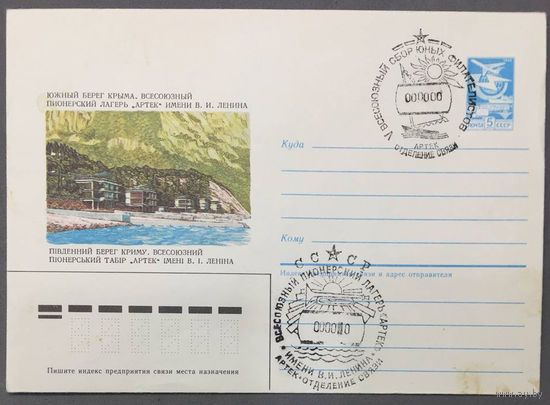 ЮЖНЫЙ БЕРЕГ КРЫМА. ВСЕСОЮЗНЫЙ
ПИОНЕРСКИЙ ЛАГЕРЬ „АРТЕК" ИМЕНИ В. И. ЛЕНИНА
ПІВДЕННИЙ БЕРЕГ КРИМУ. ВСЕСОЮЗНИЙ
ПІОНЕРСЬКИЙ ТАБІР „АРТЕК" ІМЕНІ В. І. ЛЕНІНА
V ВСЕСОЮЗНЫЙ СБОР ЮНЫХ ФИЛАТЕЛИСТОВ
000000
АРТЕК
ОТДЕЛЕНИЕ СВЯЗИ
ПОЧТА 5 СССР
Куда
Кому
Индекс предприятия связи и адрес отправителя
СССР
ВСЕСОЮЗНЫЙ ПИОНЕРСКИЙ ЛАГЕРЬ «АРТЕК»
ИМЕНИ В. И. ЛЕНИНА
АРТЕК-ОТДЕЛЕНИЕ СВЯЗИ
Пишите индекс предприятия связи места назначения